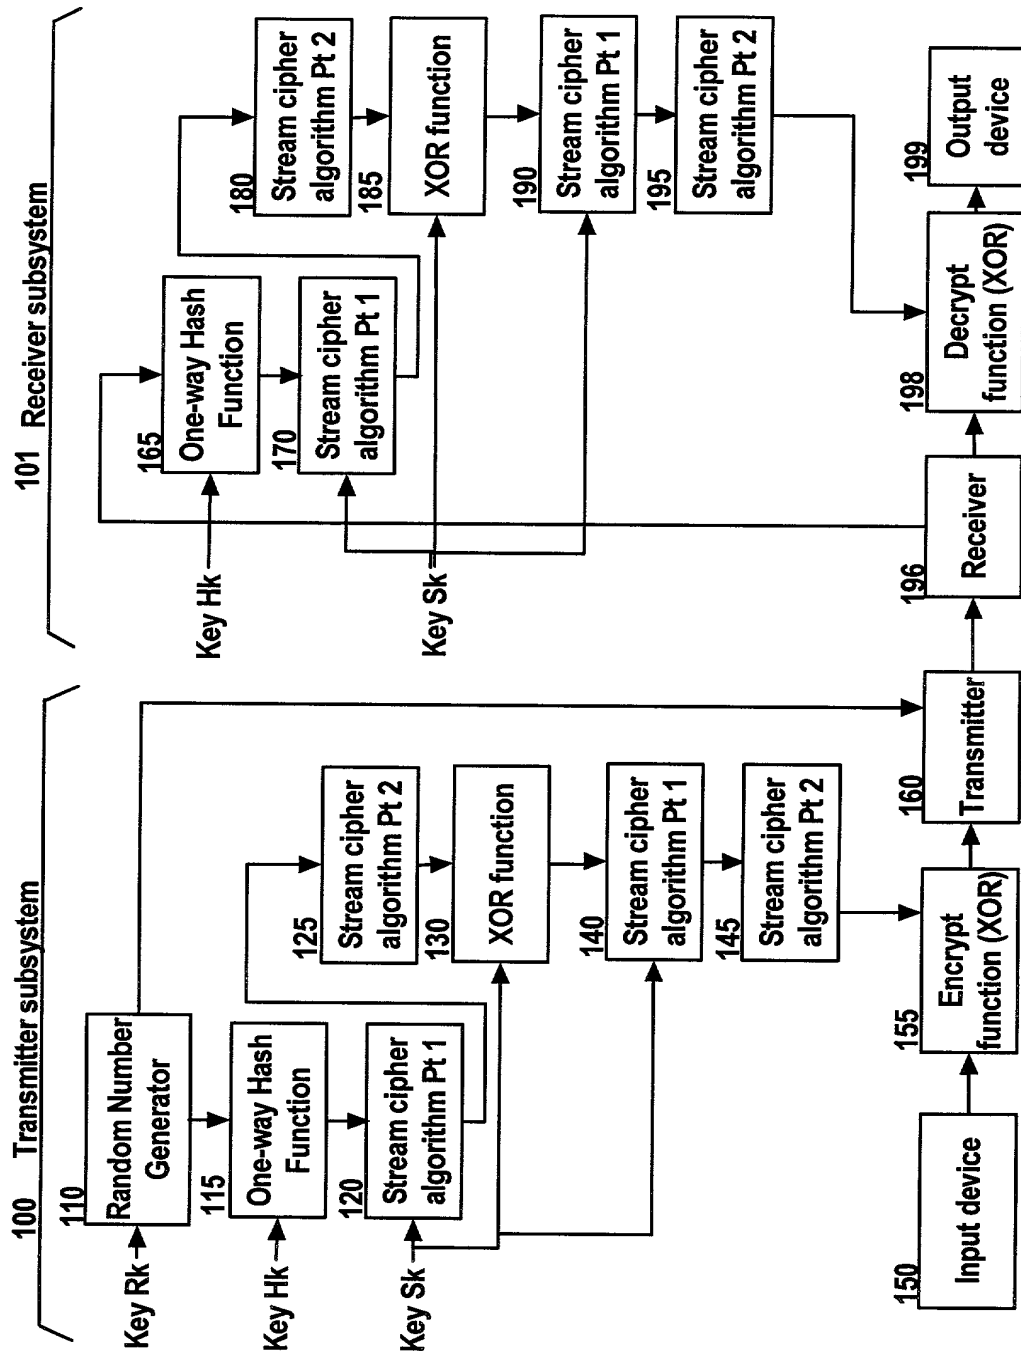 100 Transmitter subsystem
Key Rk
110
Random Number
Generator
Key Hk
115
One-way Hash
Function
Key Sk
120
Stream cipher
algorithm Pt 1
125
Stream cipher
algorithm Pt 2
130
XOR function
140
Stream cipher
algorithm Pt 1
145
Stream cipher
algorithm Pt 2
150
Input device
155
Encrypt
function (XOR)
160
Transmitter
101 Receiver subsystem
Key Hk
165
One-way Hash
Function
Key Sk
170
Stream cipher
algorithm Pt 1
180
Stream cipher
algorithm Pt 2
185
XOR function
190
Stream cipher
algorithm Pt 1
195
Stream cipher
algorithm Pt 2
196
Receiver
198
Decrypt
function (XOR)
199
Output
device